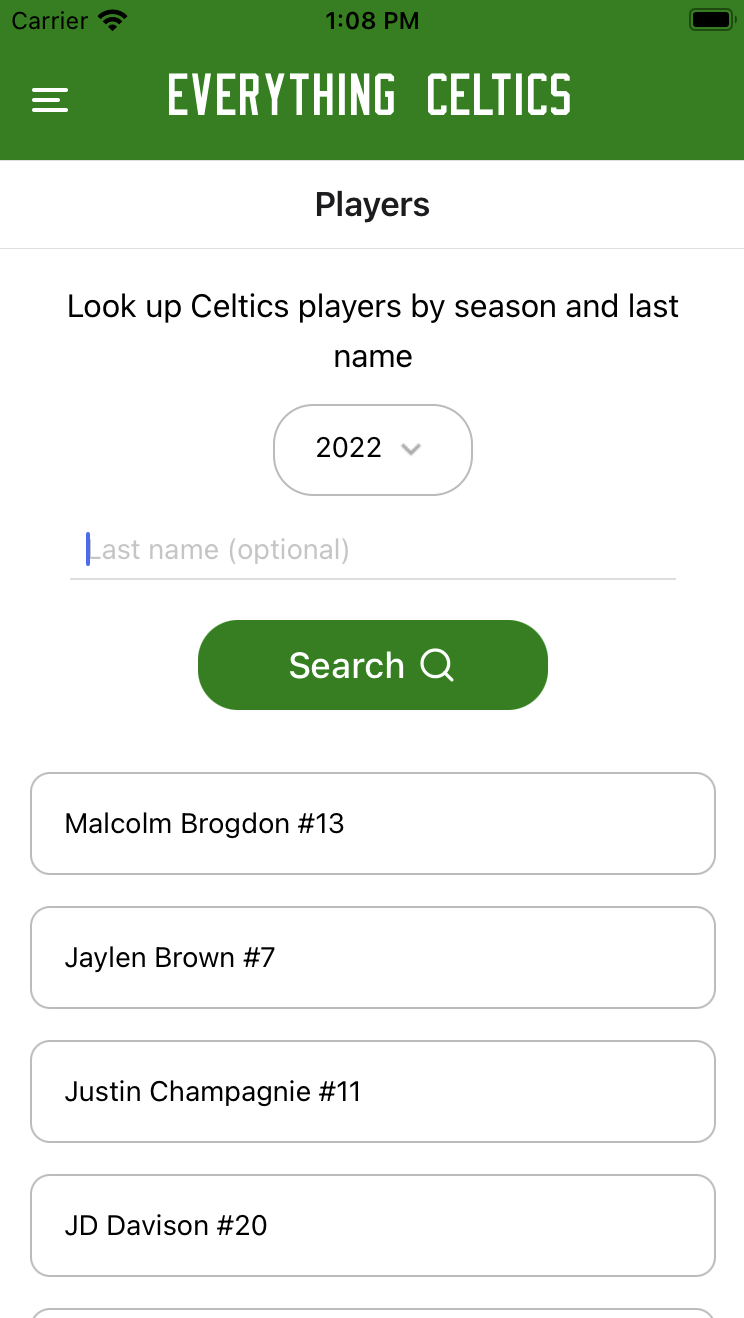 Carrier
1:08 PM
EVERYTHING CELTICS
Players
Look up Celtics players by season and last
name
2022
Last name (optional)
Search
Malcolm Brogdon #13
Jaylen Brown #7
Justin Champagnie #11
JD Davison #20